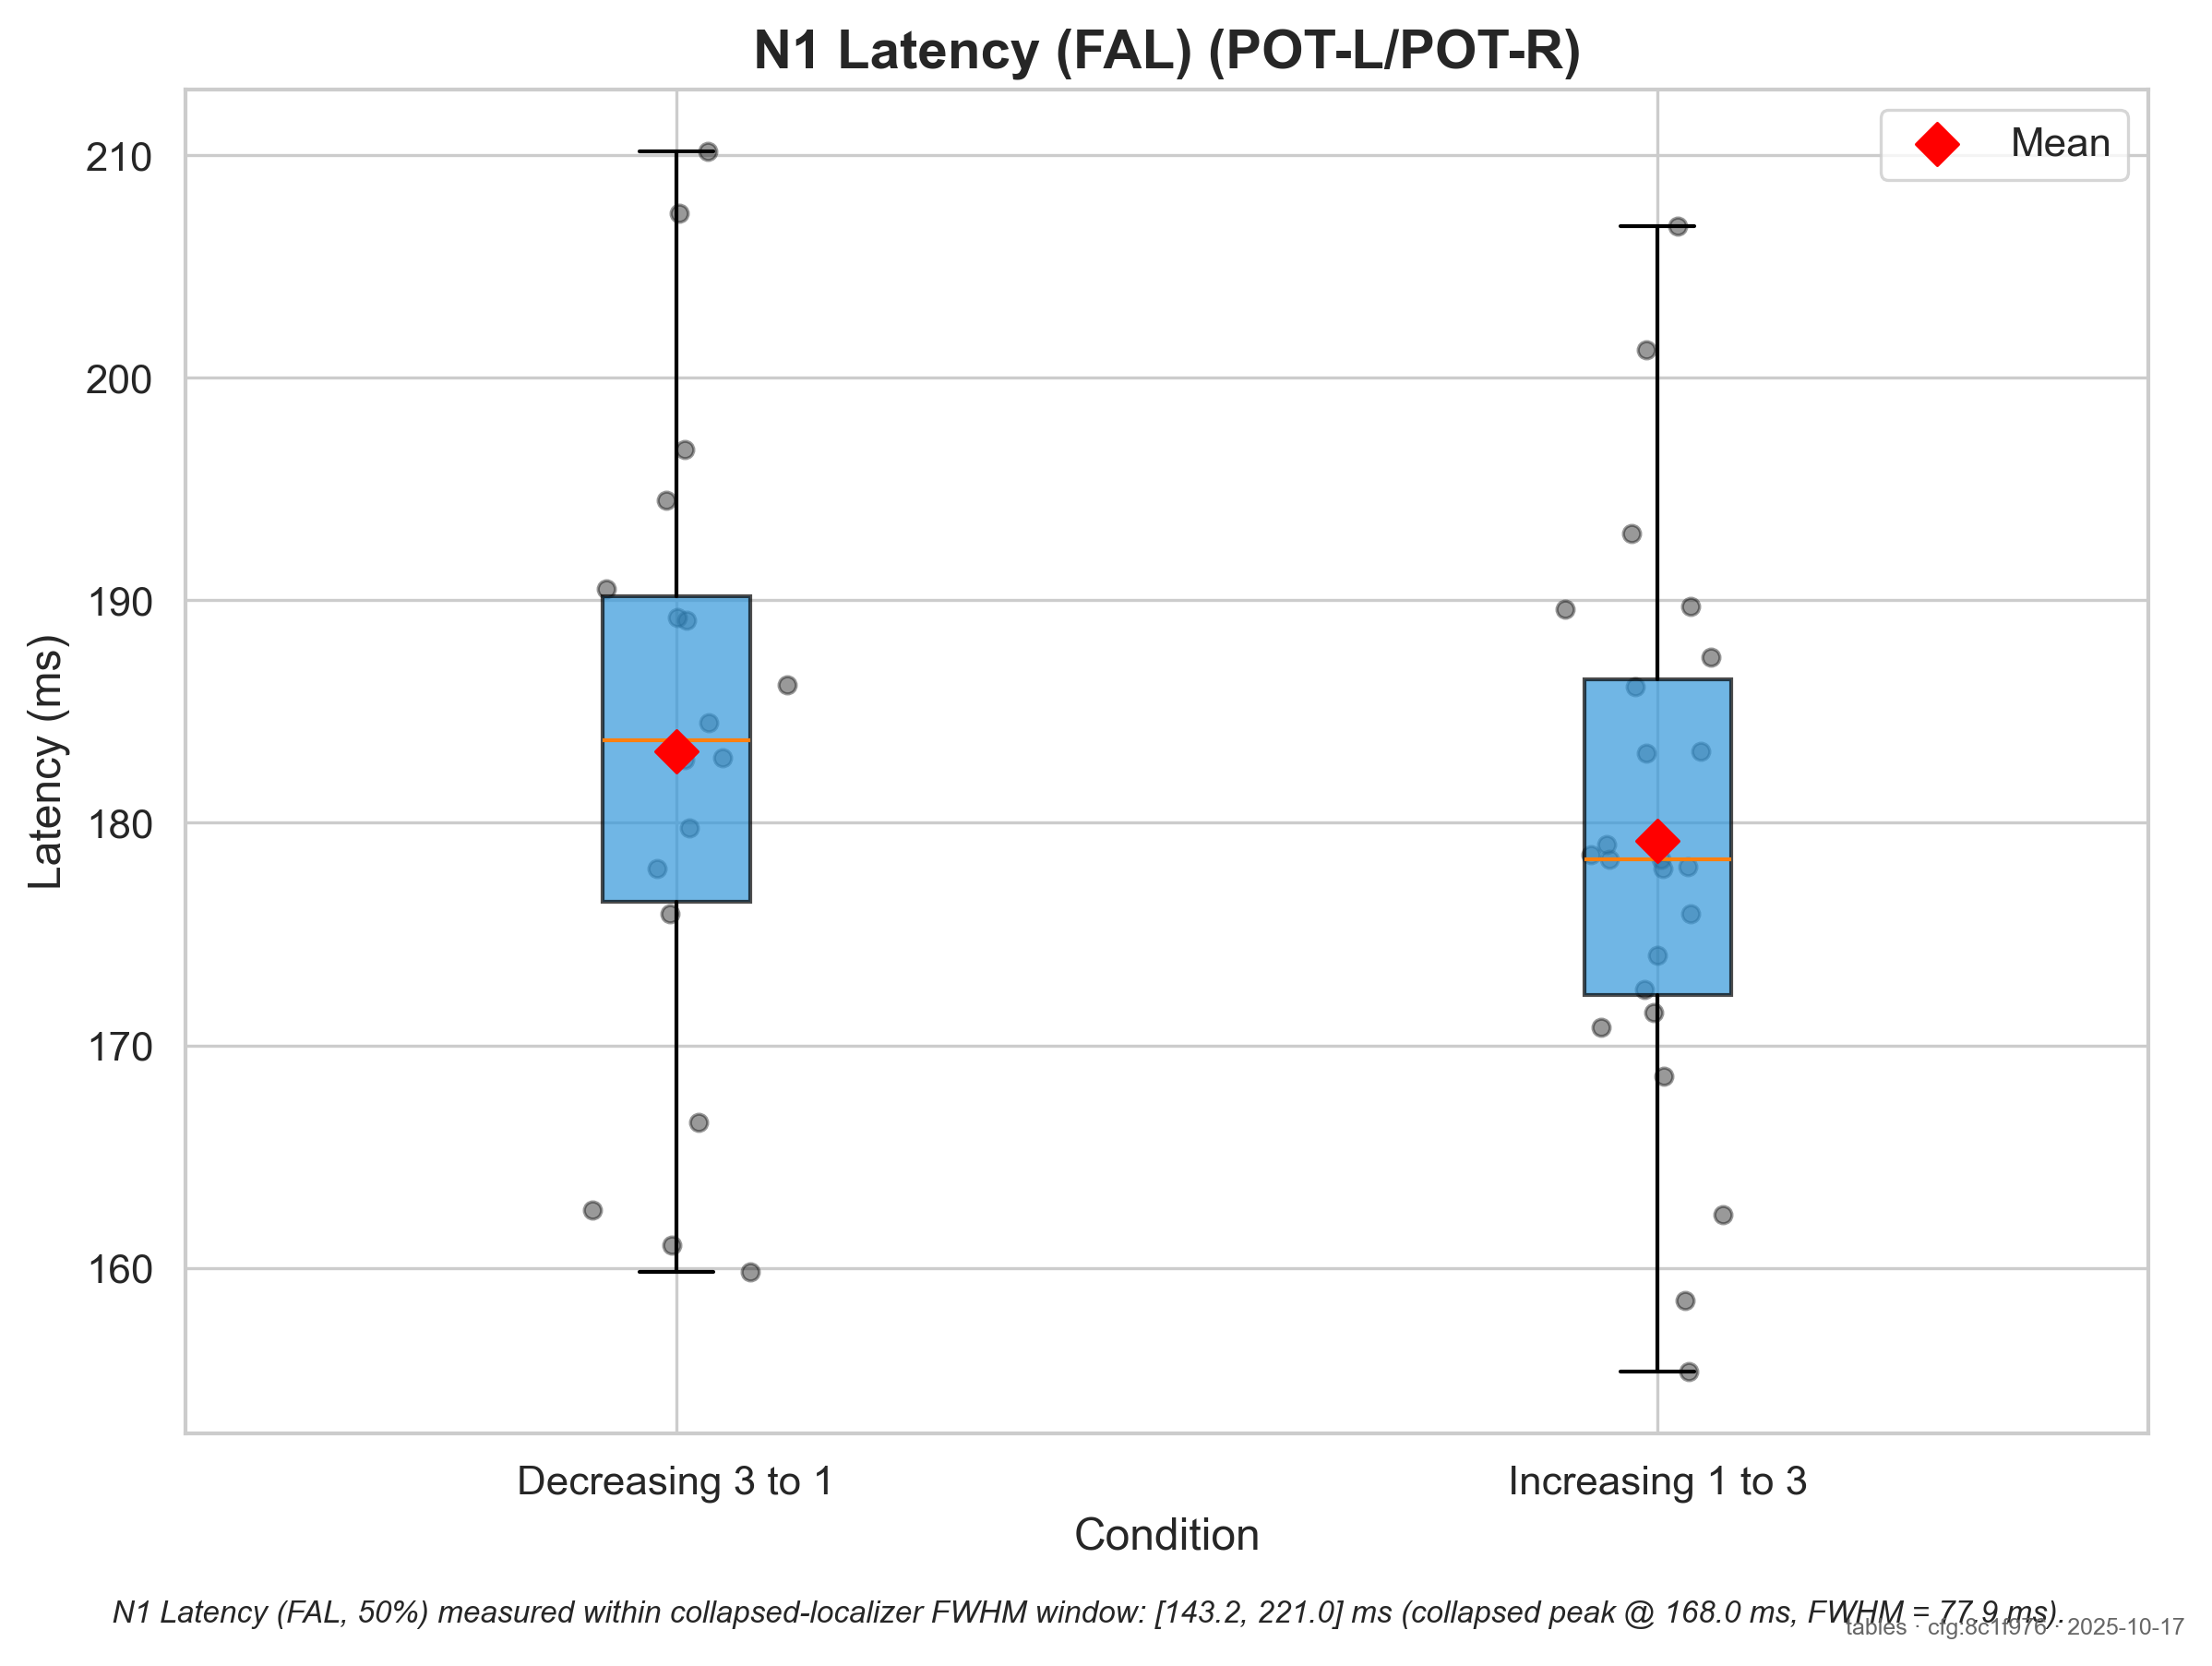 N1 Latency (FAL) (POT-L/POT-R)
Mean
210
200
190
180
170
160
Latency (ms)
Decreasing 3 to 1
Increasing 1 to 3
Condition
N1 Latency (FAL, 50%) measured within collapsed-localizer FWHM window: [143.2, 221.0] ms (collapsed peak @ 168.0 ms, FWHM = 77.9 ms).
tables · cfg:8c1f976 · 2025-10-17